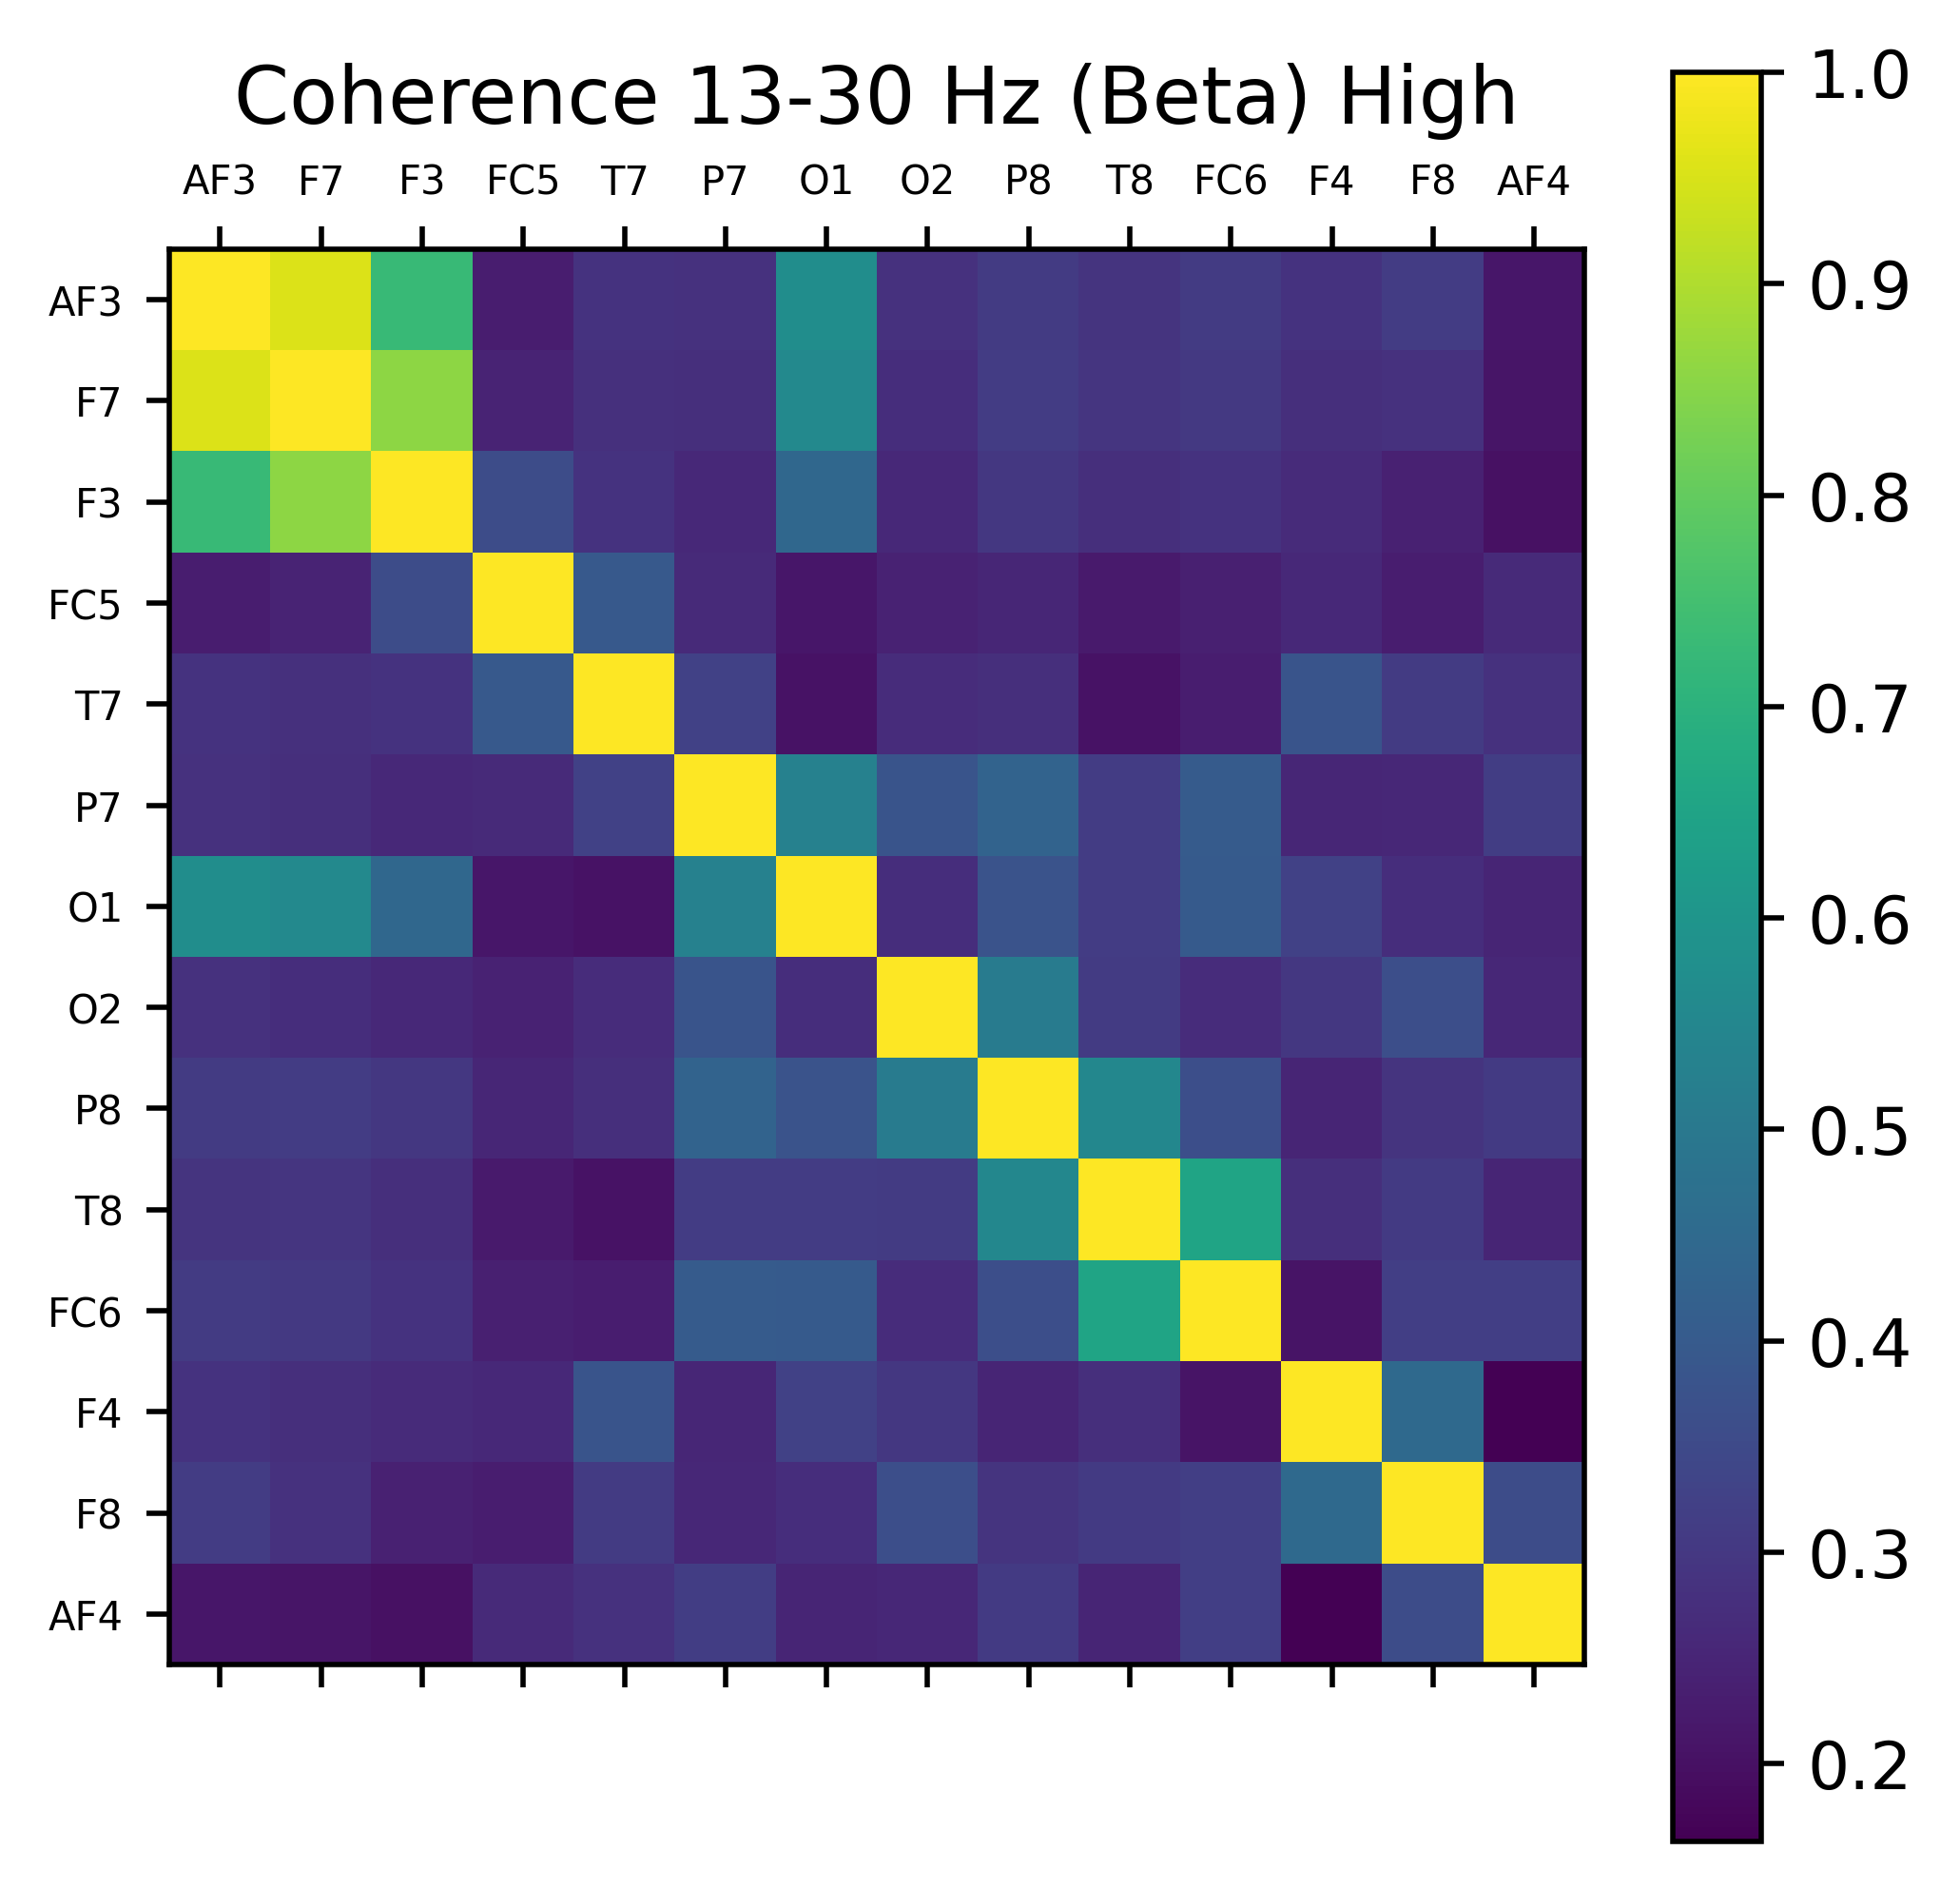 Coherence 13-30 Hz (Beta) High
AF3 F7 F3 FC5 T7 P7 O1 O2 P8 T8 FC6 F4 F8 AF4
AF3
F7
F3
FC5
T7
P7
O1
O2
P8
T8
FC6
F4
F8
AF4
1.0
0.9
0.8
0.7
0.6
0.5
0.4
0.3
0.2